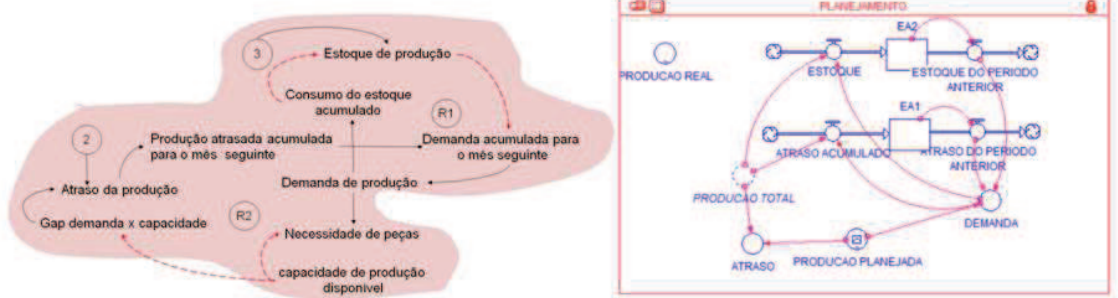 3
Estoque de produção
Consumo do estoque
acumulado
R1
2
Produção atrasada acumulada
para o mês seguinte
Demanda acumulada para
o mês seguinte
Atraso da produção
Demanda de produção
Gap demanda x capacidade
R2
Necessidade de peças
capacidade de produção
disponivel
PLANEJAMENTO
EA2
PRODUCAO REAL
ESTOQUE
ESTOQUE DO PERIODO
ANTERIOR
EA1
ATRASO ACUMULADO
ATRASO DO PERIODO
ANTERIOR
PRODUCAO TOTAL
DEMANDA
ATRASO
PRODUCAO PLANEJADA